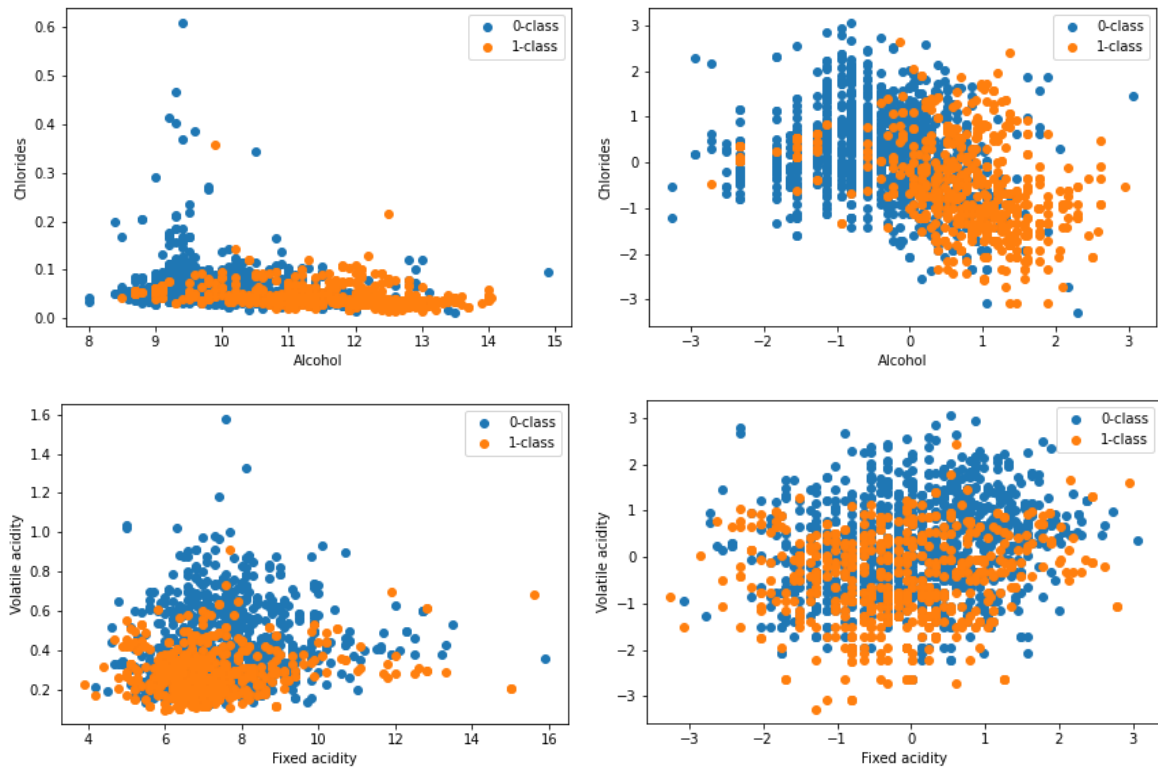 0.6
0.5
0.4
0.3
0.2
0.1
0.0
Chlorides
0-class
1-class
8 9 10 11 12 13 14 15
Alcohol
3
2
1
0
−1
−2
−3
Chlorides
0-class
1-class
−3 −2 −1 0 1 2 3
Alcohol
1.6
1.4
1.2
1.0
0.8
0.6
0.4
0.2
Volatile acidity
0-class
1-class
4 6 8 10 12 14 16
Fixed acidity
3
2
1
0
−1
−2
−3
Volatile acidity
0-class
1-class
−3 −2 −1 0 1 2 3
Fixed acidity